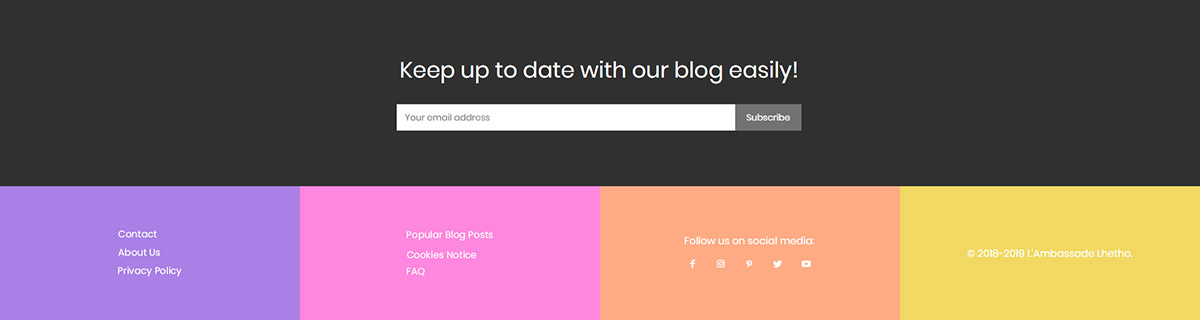 Keep up to date with our blog easily!
Your email address
Subscribe
Contact
About Us
Privacy Policy
Popular Blog Posts
Cookies Notice
FAQ
Follow us on social media:
© 2018-2019 L'Ambassade Lhetho.